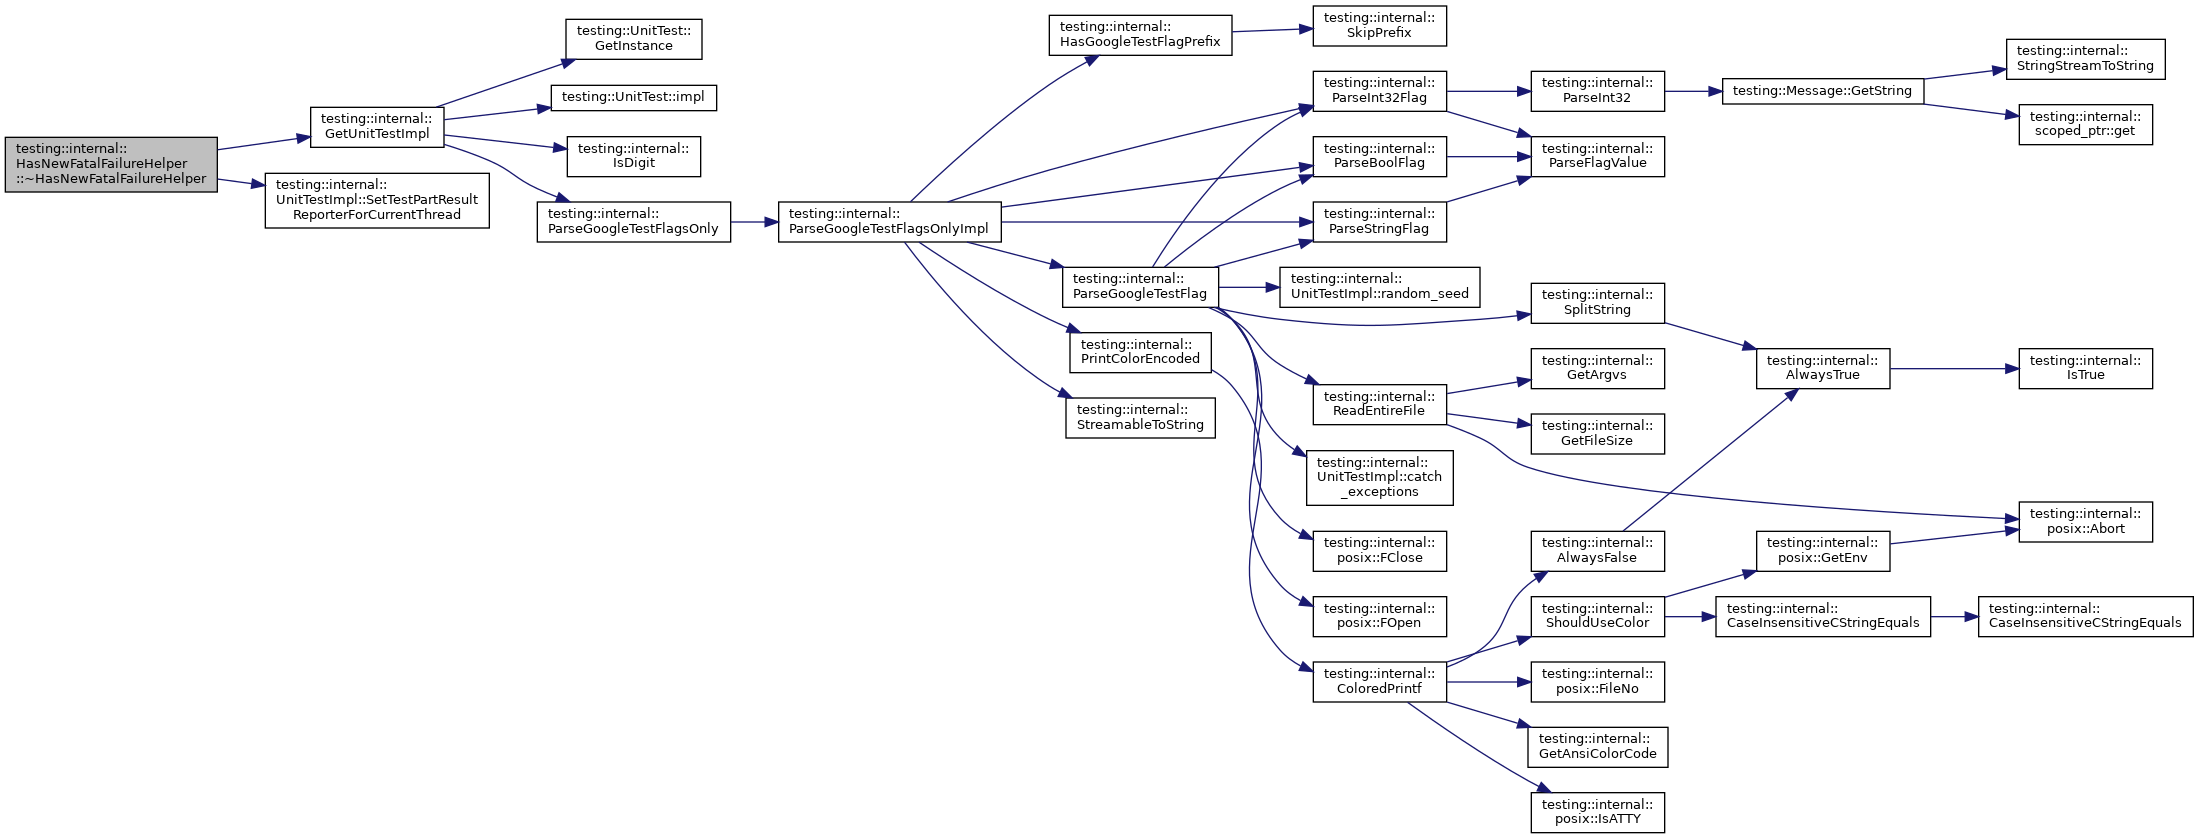 testing::internal::
HasNewFatalFailureHelper
::~HasNewFatalFailureHelper
testing::internal::
GetUnitTestImpl
testing::internal::
UnitTestImpl::SetTestPartResult
ReporterForCurrentThread
testing::UnitTest::
GetInstance
testing::UnitTest::impl
testing::internal::
IsDigit
testing::internal::
ParseGoogleTestFlagsOnly
testing::internal::
ParseGoogleTestFlagsOnlyImpl
testing::internal::
HasGoogleTestFlagPrefix
testing::internal::
ParseGoogleTestFlag
testing::internal::
PrintColorEncoded
testing::internal::
StreamableToString
testing::internal::
SkipPrefix
testing::internal::
ParseInt32Flag
testing::internal::
ParseBoolFlag
testing::internal::
ParseStringFlag
testing::internal::
UnitTestImpl::random_seed
testing::internal::
ReadEntireFile
testing::internal::
UnitTestImpl::catch
_exceptions
testing::internal::
posix::FClose
testing::internal::
posix::FOpen
testing::internal::
ColoredPrintf
testing::internal::
ParseInt32
testing::internal::
ParseFlagValue
testing::internal::
SplitString
testing::internal::
GetArgvs
testing::internal::
GetFileSize
testing::internal::
AlwaysFalse
testing::internal::
ShouldUseColor
testing::internal::
posix::FileNo
testing::internal::
GetAnsiColorCode
testing::internal::
posix::IsATTY
testing::Message::GetString
testing::internal::
AlwaysTrue
testing::internal::
posix::GetEnv
testing::internal::
CaseInsensitiveCStringEquals
testing::internal::
StringStreamToString
testing::internal::
scoped_ptr::get
testing::internal::
IsTrue
testing::internal::
posix::Abort
testing::internal::
CaseInsensitiveCStringEquals